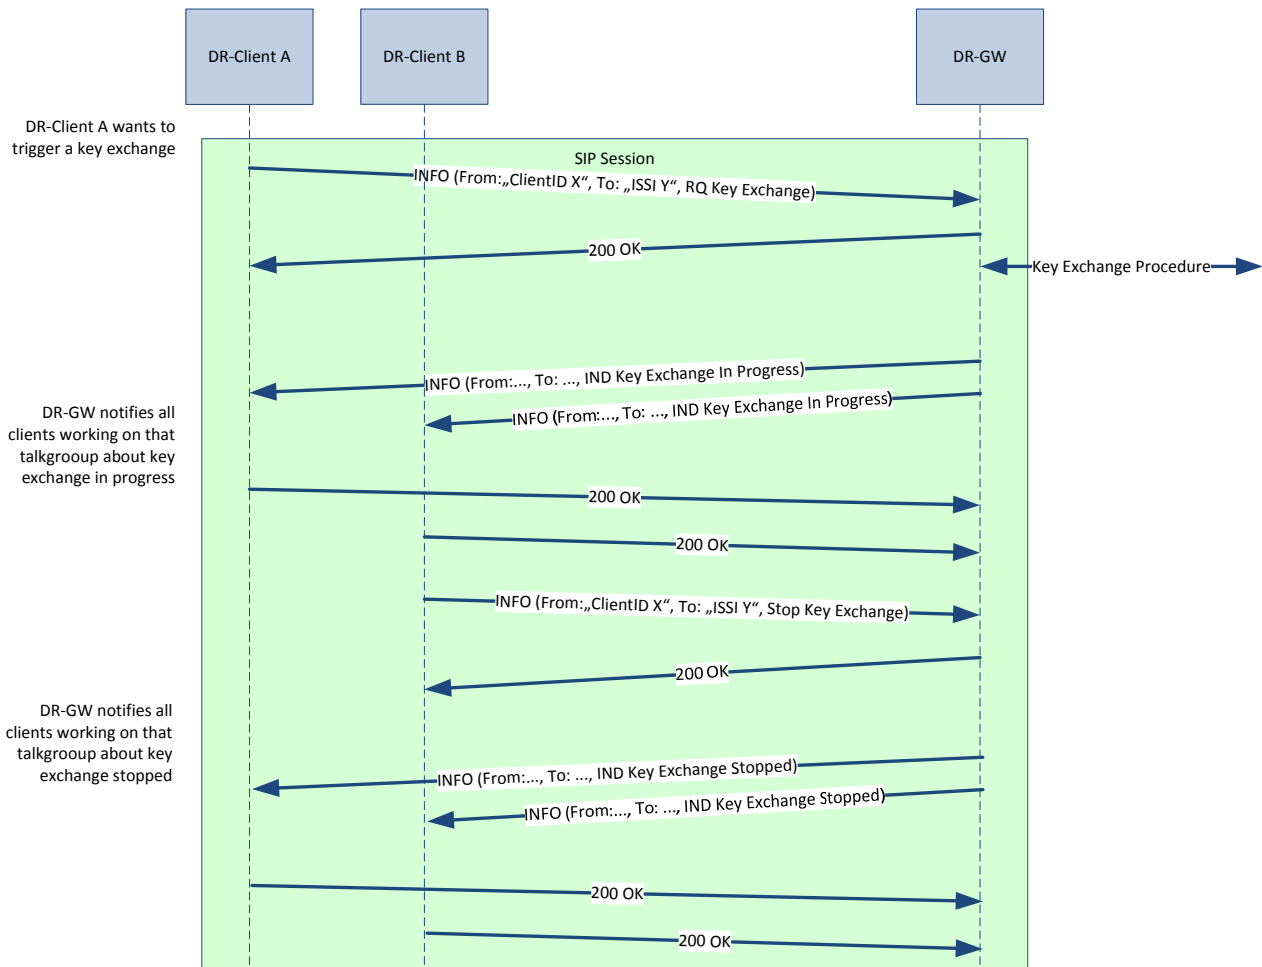 DR-Client A
DR-Client B
DR-GW
DR-Client A wants to
trigger a key exchange
SIP Session
INFO (From:„ClientID X“, To: „ISSI Y“, RQ Key Exchange)
200 OK
Key Exchange Procedure
INFO (From:..., To: ..., IND Key Exchange In Progress)
INFO (From:..., To: ..., IND Key Exchange In Progress)
DR-GW notifies all
clients working on that
talkgrooup about key
exchange in progress
200 OK
200 OK
INFO (From:„ClientID X“, To: „ISSI Y“, Stop Key Exchange)
200 OK
DR-GW notifies all
clients working on that
talkgrooup about key
exchange stopped
INFO (From:..., To: ..., IND Key Exchange Stopped)
INFO (From:..., To: ..., IND Key Exchange Stopped)
200 OK
200 OK